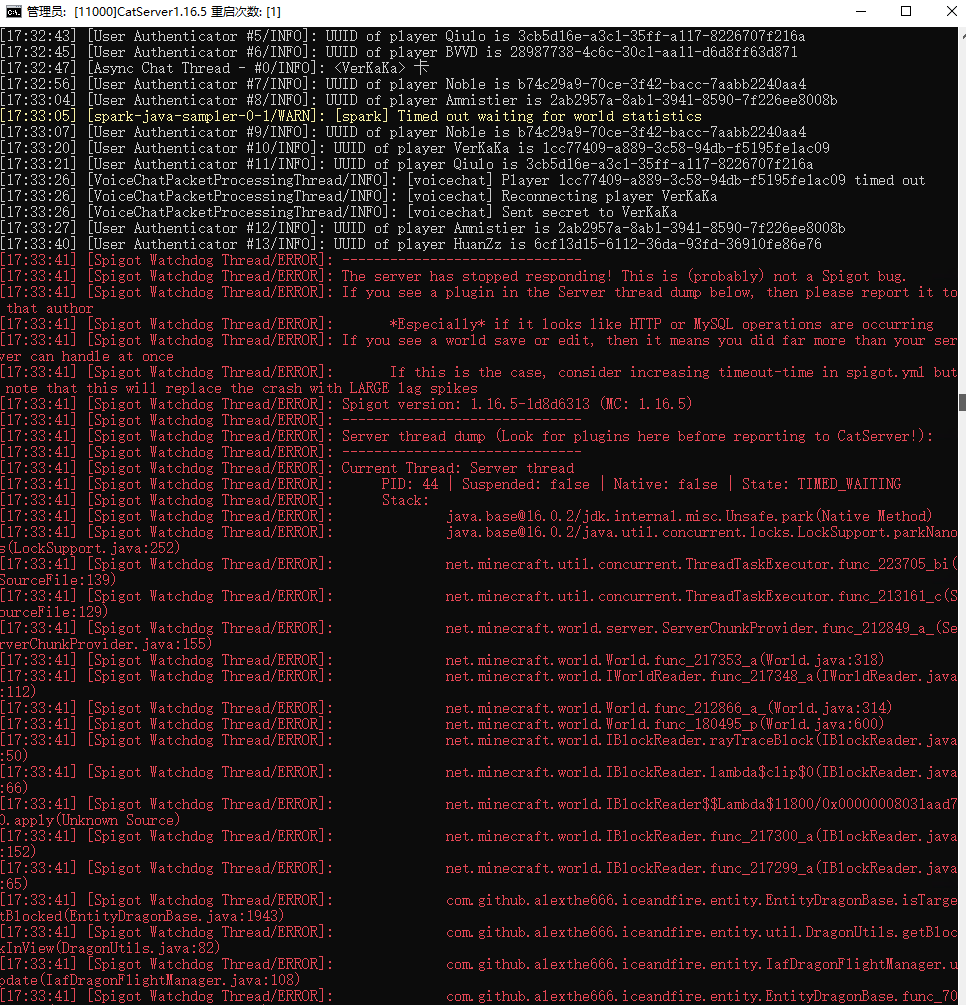 管理员: [11000]CatServer1.16.5 重启次数: [1]
[17:32:43] [User Authenticator #5/INFO]: UUID of player Qiulo is 3cb5d16e-a3c1-35ff-a117-8226707f216a
[17:32:45] [User Authenticator #6/INFO]: UUID of player BVVD is 28987738-4c6c-30c1-aa11-d6d8ff63d871
[17:32:47] [Async Chat Thread - #0/INFO]: <VerKaKa> 卡
[17:32:56] [User Authenticator #7/INFO]: UUID of player Noble is b74c29a9-70ce-3f42-bacc-7aabb2240aa4
[17:33:04] [User Authenticator #8/INFO]: UUID of player Amnistier is 2ab2957a-8ab1-3941-8590-7f226ee8008b
[17:33:05] [spark-java-sampler-0-1/WARN]: [spark] Timed out waiting for world statistics
[17:33:07] [User Authenticator #9/INFO]: UUID of player Noble is b74c29a9-70ce-3f42-bacc-7aabb2240aa4
[17:33:20] [User Authenticator #10/INFO]: UUID of player VerKaKa is 1cc77409-a889-3c58-94db-f5195fe1ac09
[17:33:21] [User Authenticator #11/INFO]: UUID of player Qiulo is 3cb5d16e-a3c1-35ff-a117-8226707f216a
[17:33:26] [VoiceChatPacketProcessingThread/INFO]: [voicechat] Player 1cc77409-a889-3c58-94db-f5195fe1ac09 timed out
[17:33:26] [VoiceChatPacketProcessingThread/INFO]: [voicechat] Reconnecting player VerKaKa
[17:33:26] [VoiceChatPacketProcessingThread/INFO]: [voicechat] Sent secret to VerKaKa
[17:33:27] [User Authenticator #12/INFO]: UUID of player Amnistier is 2ab2957a-8ab1-3941-8590-7f226ee8008b
[17:33:40] [User Authenticator #13/INFO]: UUID of player HuanZz is 6cf13d15-6112-36da-93fd-36910fe86e76
[17:33:41] [Spigot Watchdog Thread/ERROR]: ------------------------------
[17:33:41] [Spigot Watchdog Thread/ERROR]: The server has stopped responding! This is (probably) not a Spigot bug.
[17:33:41] [Spigot Watchdog Thread/ERROR]: If you see a plugin in the Server thread dump below, then please report it to
 that author
[17:33:41] [Spigot Watchdog Thread/ERROR]: *Especially* if it looks like HTTP or MySQL operations are occurring
[17:33:41] [Spigot Watchdog Thread/ERROR]: If you see a world save or edit, then it means you did far more than your ser
ver can handle at once
[17:33:41] [Spigot Watchdog Thread/ERROR]: If this is the case, consider increasing timeout-time in spigot.yml but
 note that this will replace the crash with LARGE lag spikes
[17:33:41] [Spigot Watchdog Thread/ERROR]: Spigot version: 1.16.5-1d8d6313 (MC: 1.16.5)
[17:33:41] [Spigot Watchdog Thread/ERROR]: ------------------------------
[17:33:41] [Spigot Watchdog Thread/ERROR]: Server thread dump (Look for plugins here before reporting to CatServer!):
[17:33:41] [Spigot Watchdog Thread/ERROR]: ------------------------------
[17:33:41] [Spigot Watchdog Thread/ERROR]: Current Thread: Server thread
[17:33:41] [Spigot Watchdog Thread/ERROR]: PID: 44 | Suspended: false | Native: false | State: TIMED_WAITING
[17:33:41] [Spigot Watchdog Thread/ERROR]: Stack:
[17:33:41] [Spigot Watchdog Thread/ERROR]: java.base@16.0.2/jdk.internal.misc.Unsafe.park(Native Method)
[17:33:41] [Spigot Watchdog Thread/ERROR]: java.base@16.0.2/java.util.concurrent.locks.LockSupport.parkNano
s(LockSupport.java:252)
[17:33:41] [Spigot Watchdog Thread/ERROR]: net.minecraft.util.concurrent.ThreadTaskExecutor.func_223705_bi(
SourceFile:139)
[17:33:41] [Spigot Watchdog Thread/ERROR]: net.minecraft.util.concurrent.ThreadTaskExecutor.func_213161_c(S
ourceFile:129)
[17:33:41] [Spigot Watchdog Thread/ERROR]: net.minecraft.world.server.ServerChunkProvider.func_212849_a_(Se
rverChunkProvider.java:155)
[17:33:41] [Spigot Watchdog Thread/ERROR]: net.minecraft.world.World.func_217353_a(World.java:318)
[17:33:41] [Spigot Watchdog Thread/ERROR]: net.minecraft.world.IWorldReader.func_217348_a(IWorldReader.java
:112)
[17:33:41] [Spigot Watchdog Thread/ERROR]: net.minecraft.world.World.func_212866_a_(World.java:314)
[17:33:41] [Spigot Watchdog Thread/ERROR]: net.minecraft.world.World.func_180495_p(World.java:600)
[17:33:41] [Spigot Watchdog Thread/ERROR]: net.minecraft.world.IBlockReader.rayTraceBlock(IBlockReader.java
:50)
[17:33:41] [Spigot Watchdog Thread/ERROR]: net.minecraft.world.IBlockReader.lambda$clip$0(IBlockReader.java
:66)
[17:33:41] [Spigot Watchdog Thread/ERROR]: net.minecraft.world.IBlockReader$$Lambda$11800/0x00000008031aad7
0.apply(Unknown Source)
[17:33:41] [Spigot Watchdog Thread/ERROR]: net.minecraft.world.IBlockReader.func_217300_a(IBlockReader.java
:152)
[17:33:41] [Spigot Watchdog Thread/ERROR]: net.minecraft.world.IBlockReader.func_217299_a(IBlockReader.java
:65)
[17:33:41] [Spigot Watchdog Thread/ERROR]: com.github.alexthe666.iceandfire.entity.EntityDragonBase.isTarge
tBlocked(EntityDragonBase.java:1943)
[17:33:41] [Spigot Watchdog Thread/ERROR]: com.github.alexthe666.iceandfire.entity.util.DragonUtils.getBloc
kInView(DragonUtils.java:82)
[17:33:41] [Spigot Watchdog Thread/ERROR]: com.github.alexthe666.iceandfire.entity.IafDragonFlightManager.u
pdate(IafDragonFlightManager.java:108)
[17:33:41] [Spigot Watchdog Thread/ERROR]: com.github.alexthe666.iceandfire.entity.EntityDragonBase.func_70